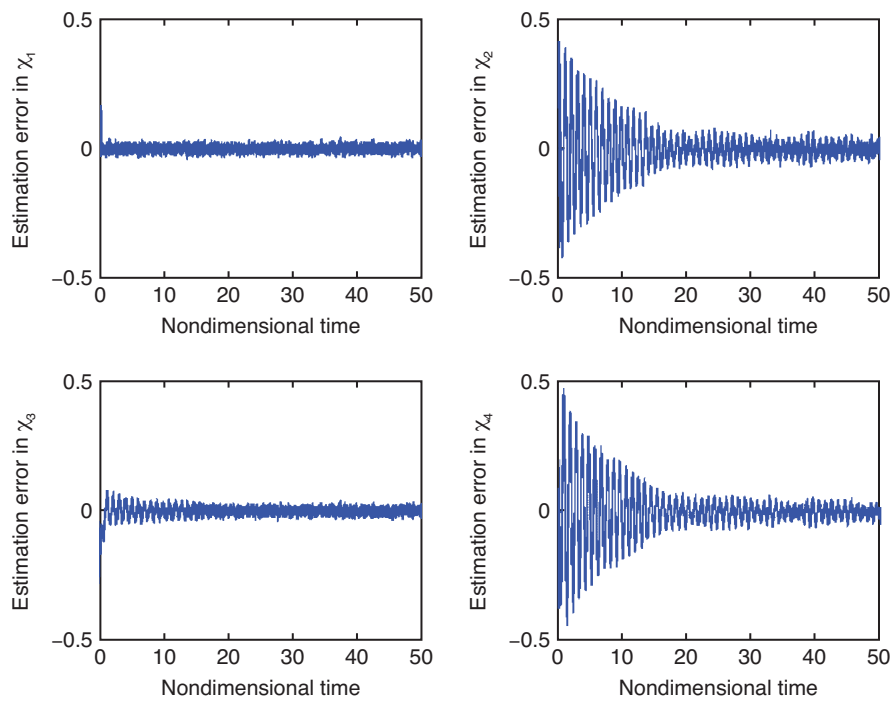 0.5
0
−0.5
Estimation error in χ1
0 10 20 30 40 50
Nondimensional time
0.5
0
−0.5
Estimation error in χ2
0 10 20 30 40 50
Nondimensional time
0.5
0
−0.5
Estimation error in χ3
0 10 20 30 40 50
Nondimensional time
0.5
0
−0.5
Estimation error in χ4
0 10 20 30 40 50
Nondimensional time